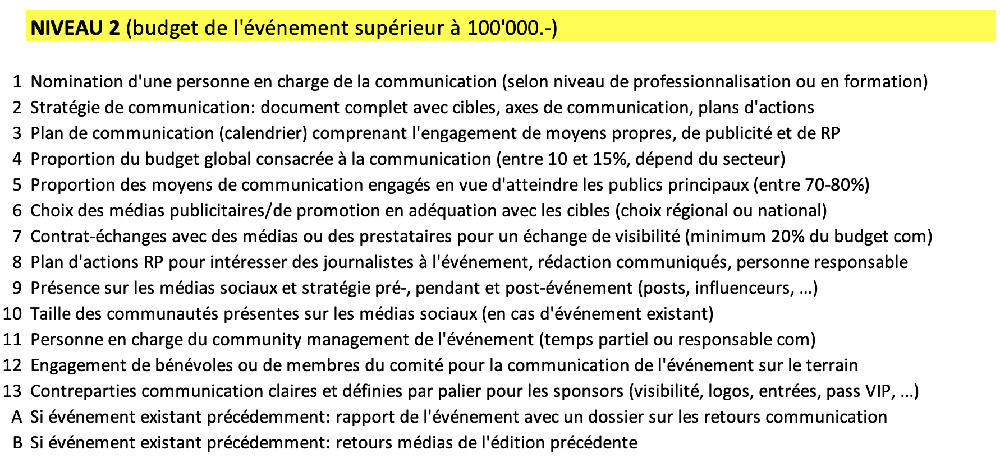 NIVEAU 2 (budget de l'événement supérieur à 100'000.-)
1 Nomination d'une personne en charge de la communication (selon niveau de professionnalisation ou en formation)
2 Stratégie de communication: document complet avec cibles, axes de communication, plans d'actions
3 Plan de communication (calendrier) comprenant l'engagement de moyens propres, de publicité et de RP
4 Proportion du budget global consacrée à la communication (entre 10 et 15%, dépend du secteur)
5 Proportion des moyens de communication engagés en vue d'atteindre les publics principaux (entre 70-80%)
6 Choix des médias publicitaires/de promotion en adéquation avec les cibles (choix régional ou national)
7 Contrat-échanges avec des médias ou des prestataires pour un échange de visibilité (minimum 20% du budget com)
8 Plan d'actions RP pour intéresser des journalistes à l'événement, rédaction communiqués, personne responsable
9 Présence sur les médias sociaux et stratégie pré-, pendant et post-événement (posts, influenceurs, ...)
10 Taille des communautés présentes sur les médias sociaux (en cas d'événement existant)
11 Personne en charge du community management de l'événement (temps partiel ou responsable com)
12 Engagement de bénévoles ou de membres du comité pour la communication de l'événement sur le terrain
13 Contreparties communication claires et définies par palier pour les sponsors (visibilité, logos, entrées, pass VIP, ...)
A Si événement existant précédemment: rapport de l'événement avec un dossier sur les retours communication
B Si événement existant précédemment: retours médias de l'édition précédente